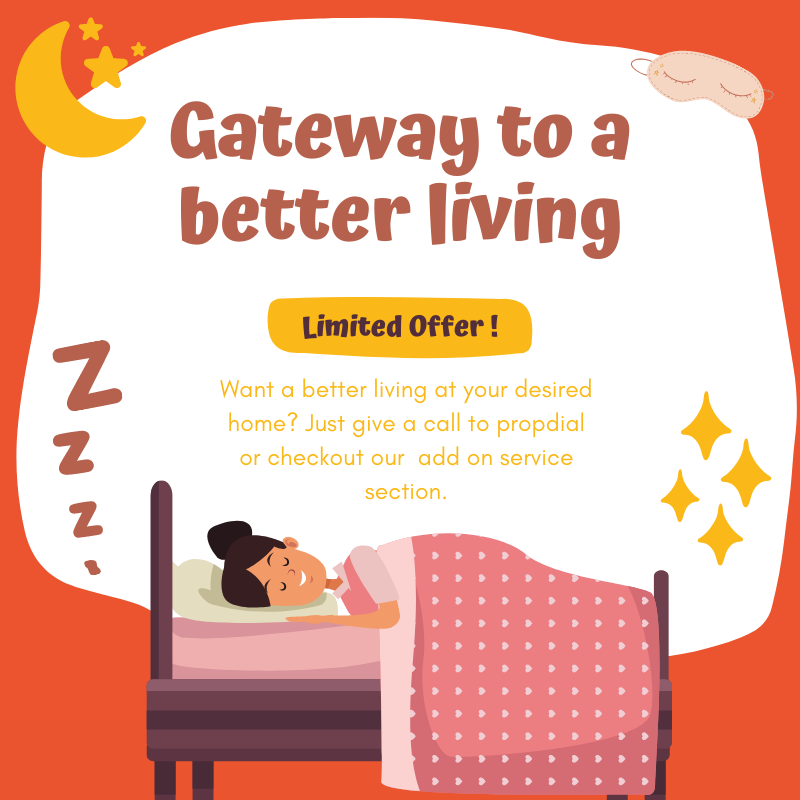 Gateway to a
better living
Limited Offer !
Want a better living at your desired
home? Just give a call to propdial
or checkout our  add on service
section.
Z
Z
Z